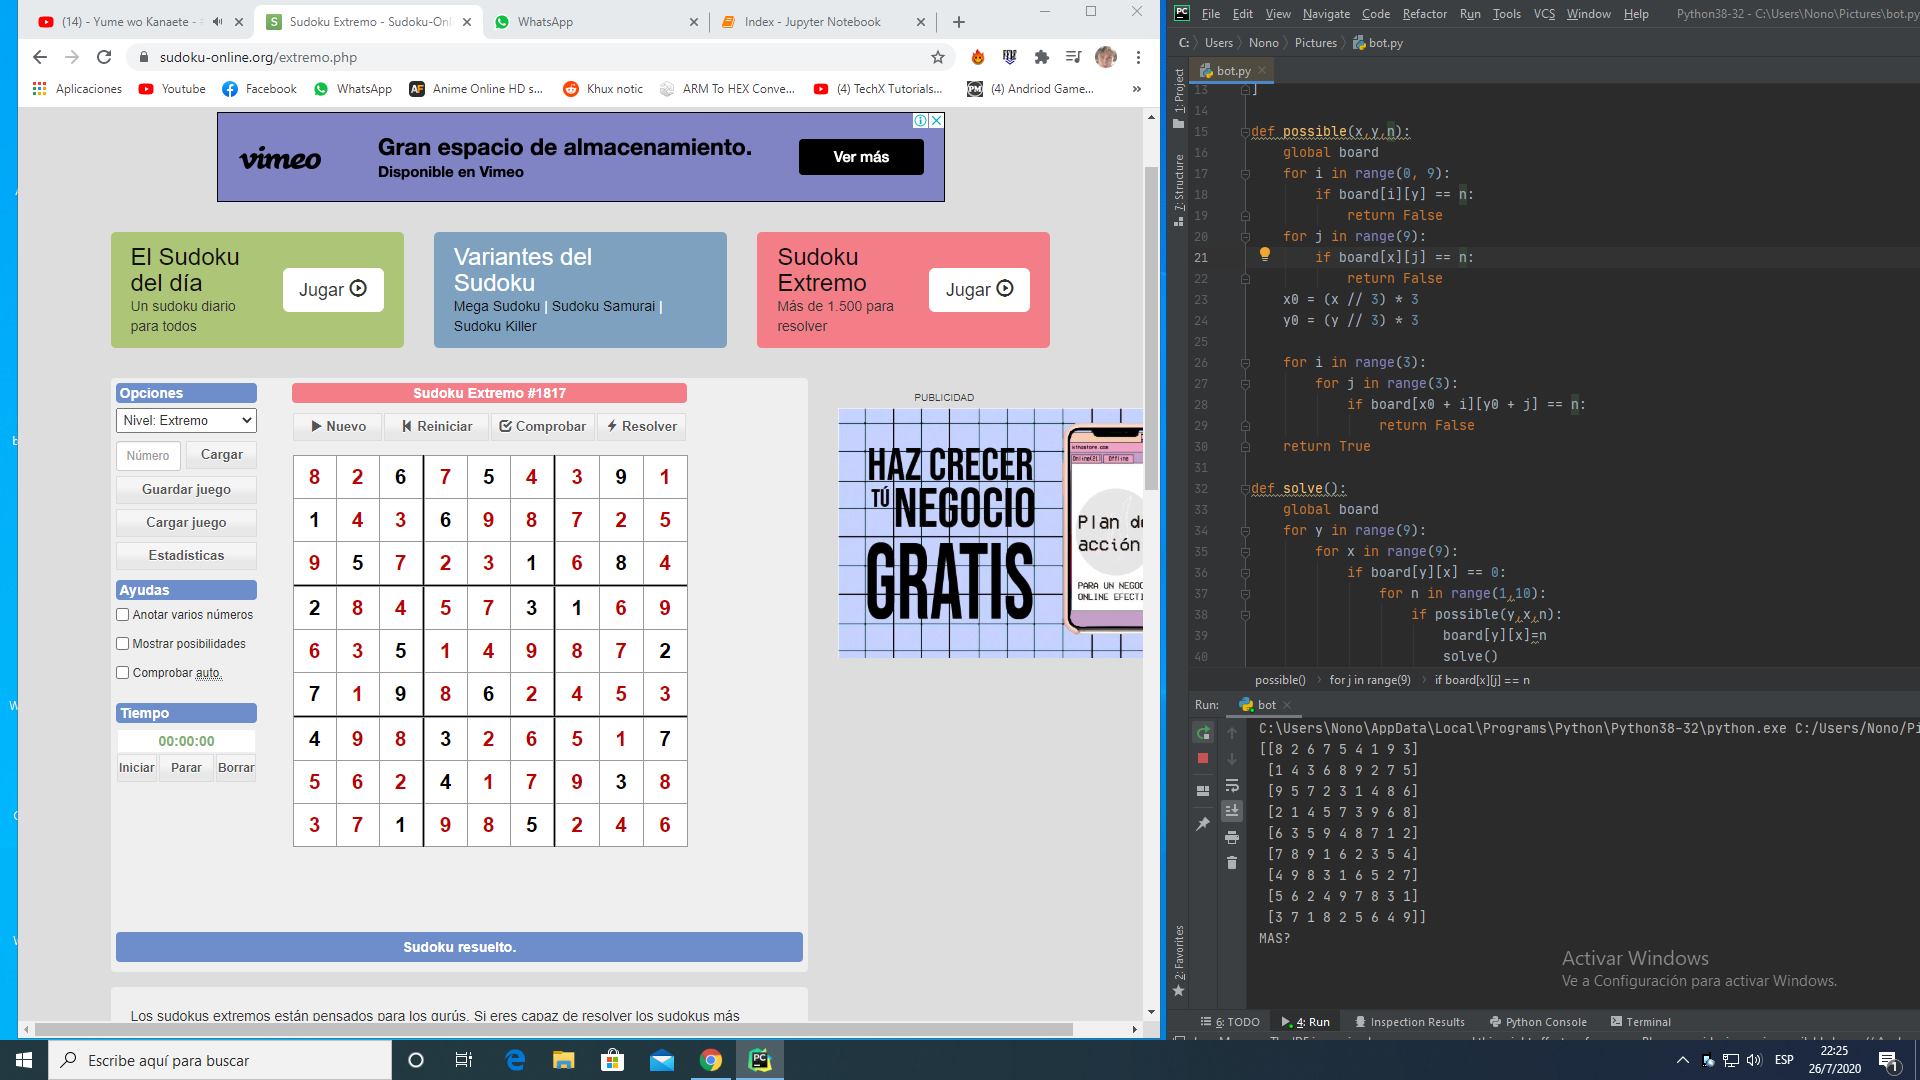 (14) - Yume wo Kanaete -
Sudoku Extremo - Sudoku-Onl
WhatsApp
Index - Jupyter Notebook
sudoku-online.org/extremo.php
Aplicaciones
Youtube
Facebook
WhatsApp
Anime Online HD s...
Khux notic
ARM To HEX Conve...
(4) TechX Tutorials...
(4) Andriod Game...
»
vimeo
Gran espacio de almacenamiento.
Disponible en Vimeo
Ver más
El Sudoku
del día
Un sudoku diario
para todos
Jugar
Variantes del
Sudoku
Mega Sudoku | Sudoku Samurai |
Sudoku Killer
Sudoku
Extremo
Más de 1.500 para
resolver
Jugar
Opciones
Nivel: Extremo
Número
Cargar
Guardar juego
Cargar juego
Estadísticas
Ayudas
Anotar varios números
Mostrar posibilidades
Comprobar auto.
Tiempo
00:00:00
Iniciar
Parar
Borrar
Sudoku Extremo #1817
Nuevo
Reiniciar
Comprobar
Resolver
8 2 6 7 5 4 3 9 1
1 4 3 6 9 8 7 2 5
9 5 7 2 3 1 6 8 4
2 8 4 5 7 3 1 6 9
6 3 5 1 4 9 8 7 2
7 1 9 8 6 2 4 5 3
4 9 8 3 2 6 5 1 7
5 6 2 4 1 7 9 3 8
3 7 1 9 8 5 2 4 6
Sudoku resuelto.
Los sudokus extremos están pensados para los gurús. Si eres capaz de resolver los sudokus más
PUBLICIDAD
HAZ CRECER
TÚ NEGOCIO
GRATIS
Plan de
acción
PARA UN NEGOC
ONLINE EFECTI
File Edit View Navigate Code Refactor Run Tools VCS Window Help
Python38-32 - C:\Users\Nono\Pictures\bot.py
C: Users Nono Pictures bot.py
bot.py
1: Project
7: Structure
2: Favorites
13 ]
14
15 def possible(x,y,n):
16 global board
17 for i in range(0, 9):
18 if board[i][y] == n:
19 return False
20 for j in range(9):
21 if board[x][j] == n:
22 return False
23 x0 = (x // 3) * 3
24 y0 = (y // 3) * 3
25
26 for i in range(3):
27 for j in range(3):
28 if board[x0 + i][y0 + j] == n:
29 return False
30 return True
31
32 def solve():
33 global board
34 for y in range(9):
35 for x in range(9):
36 if board[y][x] == 0:
37 for n in range(1,10):
38 if possible(y,x,n):
39 board[y][x]=n
40 solve()
possible() for j in range(9) if board[x][j] == n
Run: bot
C:\Users\Nono\AppData\Local\Programs\Python\Python38-32\python.exe C:/Users/Nono/Pi
[[8 2 6 7 5 4 1 9 3]
[1 4 3 6 8 9 2 7 5]
[9 5 7 2 3 1 4 8 6]
[2 1 4 5 7 3 9 6 8]
[6 3 5 9 4 8 7 1 2]
[7 8 9 1 6 2 3 5 4]
[4 9 8 3 1 6 5 2 7]
[5 6 2 4 9 7 8 3 1]
[3 7 1 8 2 5 6 4 9]]
MAS?
Activar Windows
Ve a Configuración para activar Windows.
6: TODO
4: Run
Inspection Results
Python Console
Terminal
Escribe aquí para buscar
ESP
22:25
26/7/2020
1